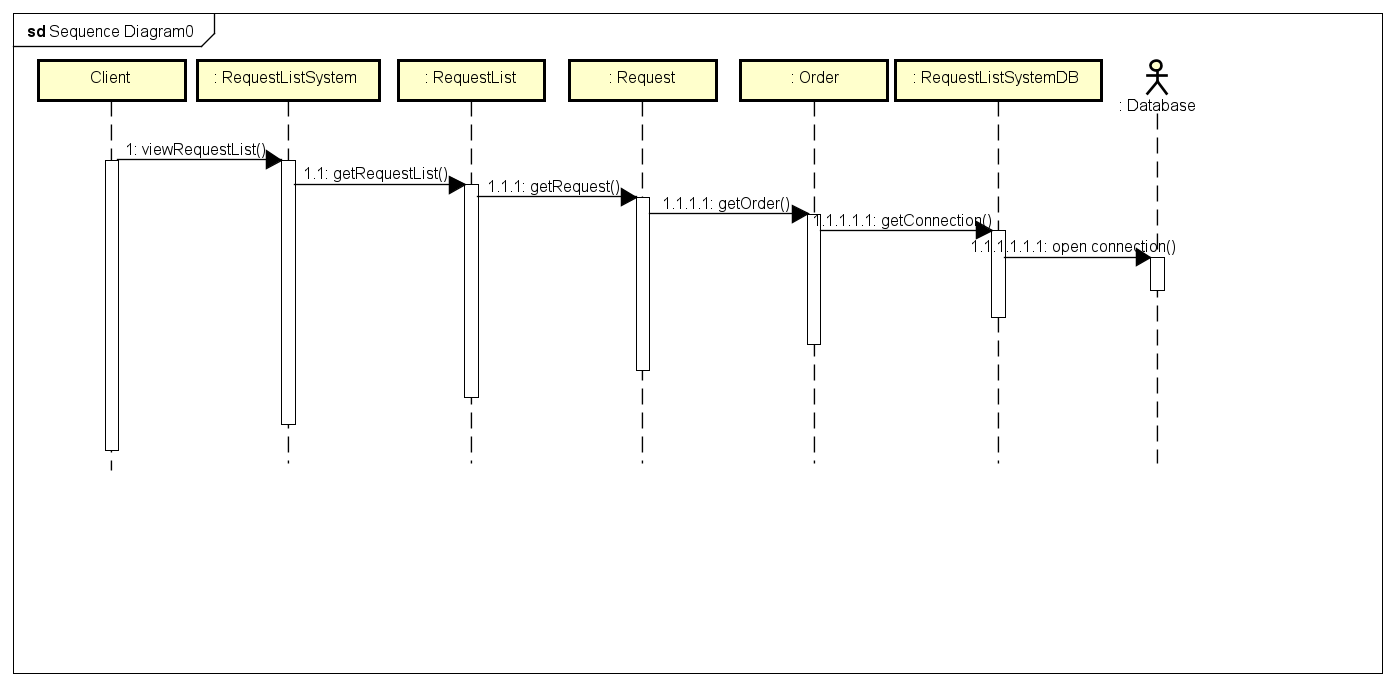 sd Sequence Diagram0
Client
: RequestListSystem
: RequestList
: Request
: Order
: RequestListSystemDB
: Database
1: viewRequestList()
1.1: getRequestList()
1.1.1: getRequest()
1.1.1.1: getOrder()
1.1.1.1.1: getConnection()
1.1.1.1.1.1: open connection()